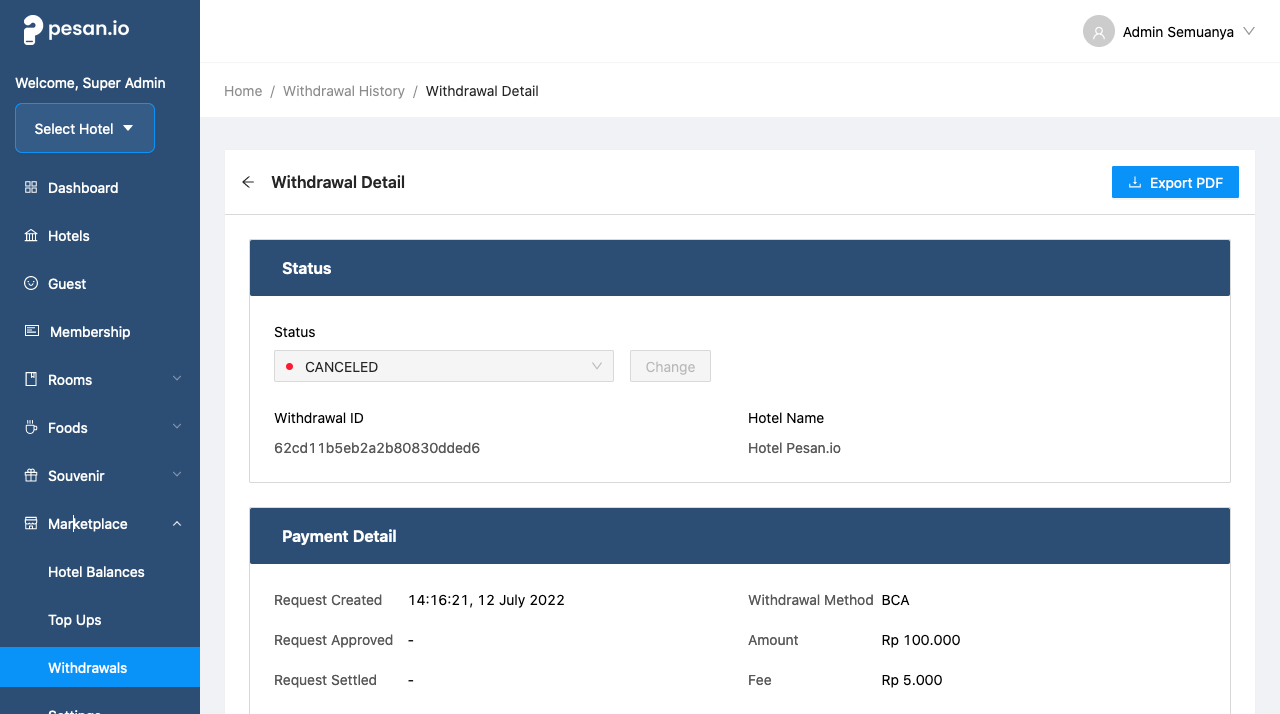 pesan.io
Admin Semuanya
Welcome, Super Admin
Select Hotel
Dashboard
Hotels
Guest
Membership
Rooms
Foods
Souvenir
Marketplace
Hotel Balances
Top Ups
Withdrawals
Settings
Home / Withdrawal History / Withdrawal Detail
Withdrawal Detail
Export PDF
Status
Status
CANCELED
Change
Withdrawal ID
62cd11b5eb2a2b80830dded6
Hotel Name
Hotel Pesan.io
Payment Detail
Request Created 14:16:21, 12 July 2022
Request Approved -
Request Settled -
Withdrawal Method BCA
Amount Rp 100.000
Fee Rp 5.000